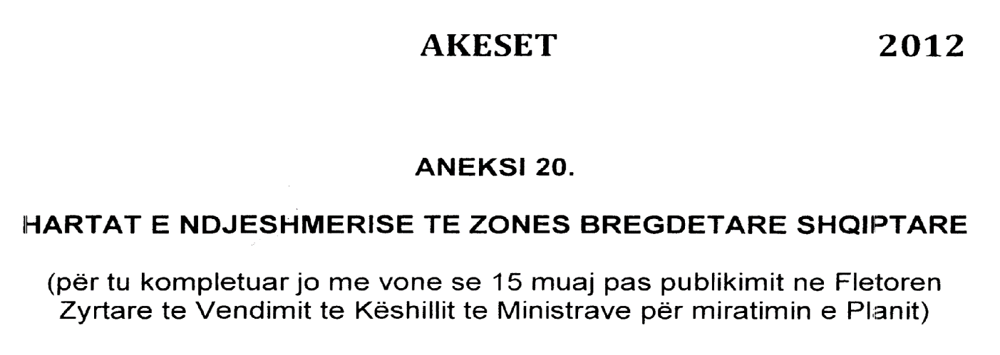 AKESET 2012
ANEKSI 20.
HARTAT E NDJESHMERISE TE ZONES BREGDETARE SHQIPTARE
(për tu kompletuar jo me vone se 15 muaj pas publikimit ne Fletoren
Zyrtare te Vendimit te Këshillit te Ministrave për miratimin e Planit)